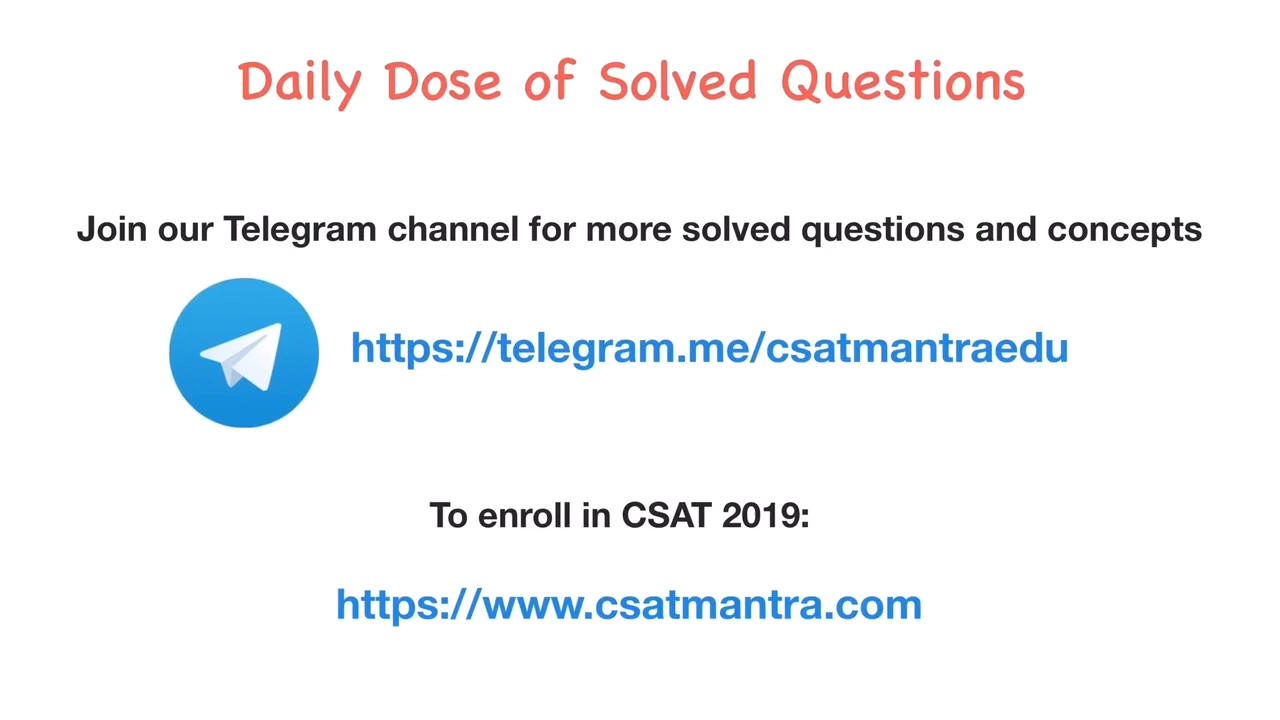 Daily Dose of Solved Questions
Join our Telegram channel for more solved questions and concepts
https://telegram.me/csatmantraedu
To enroll in CSAT 2019:
https://www.csatmantra.com